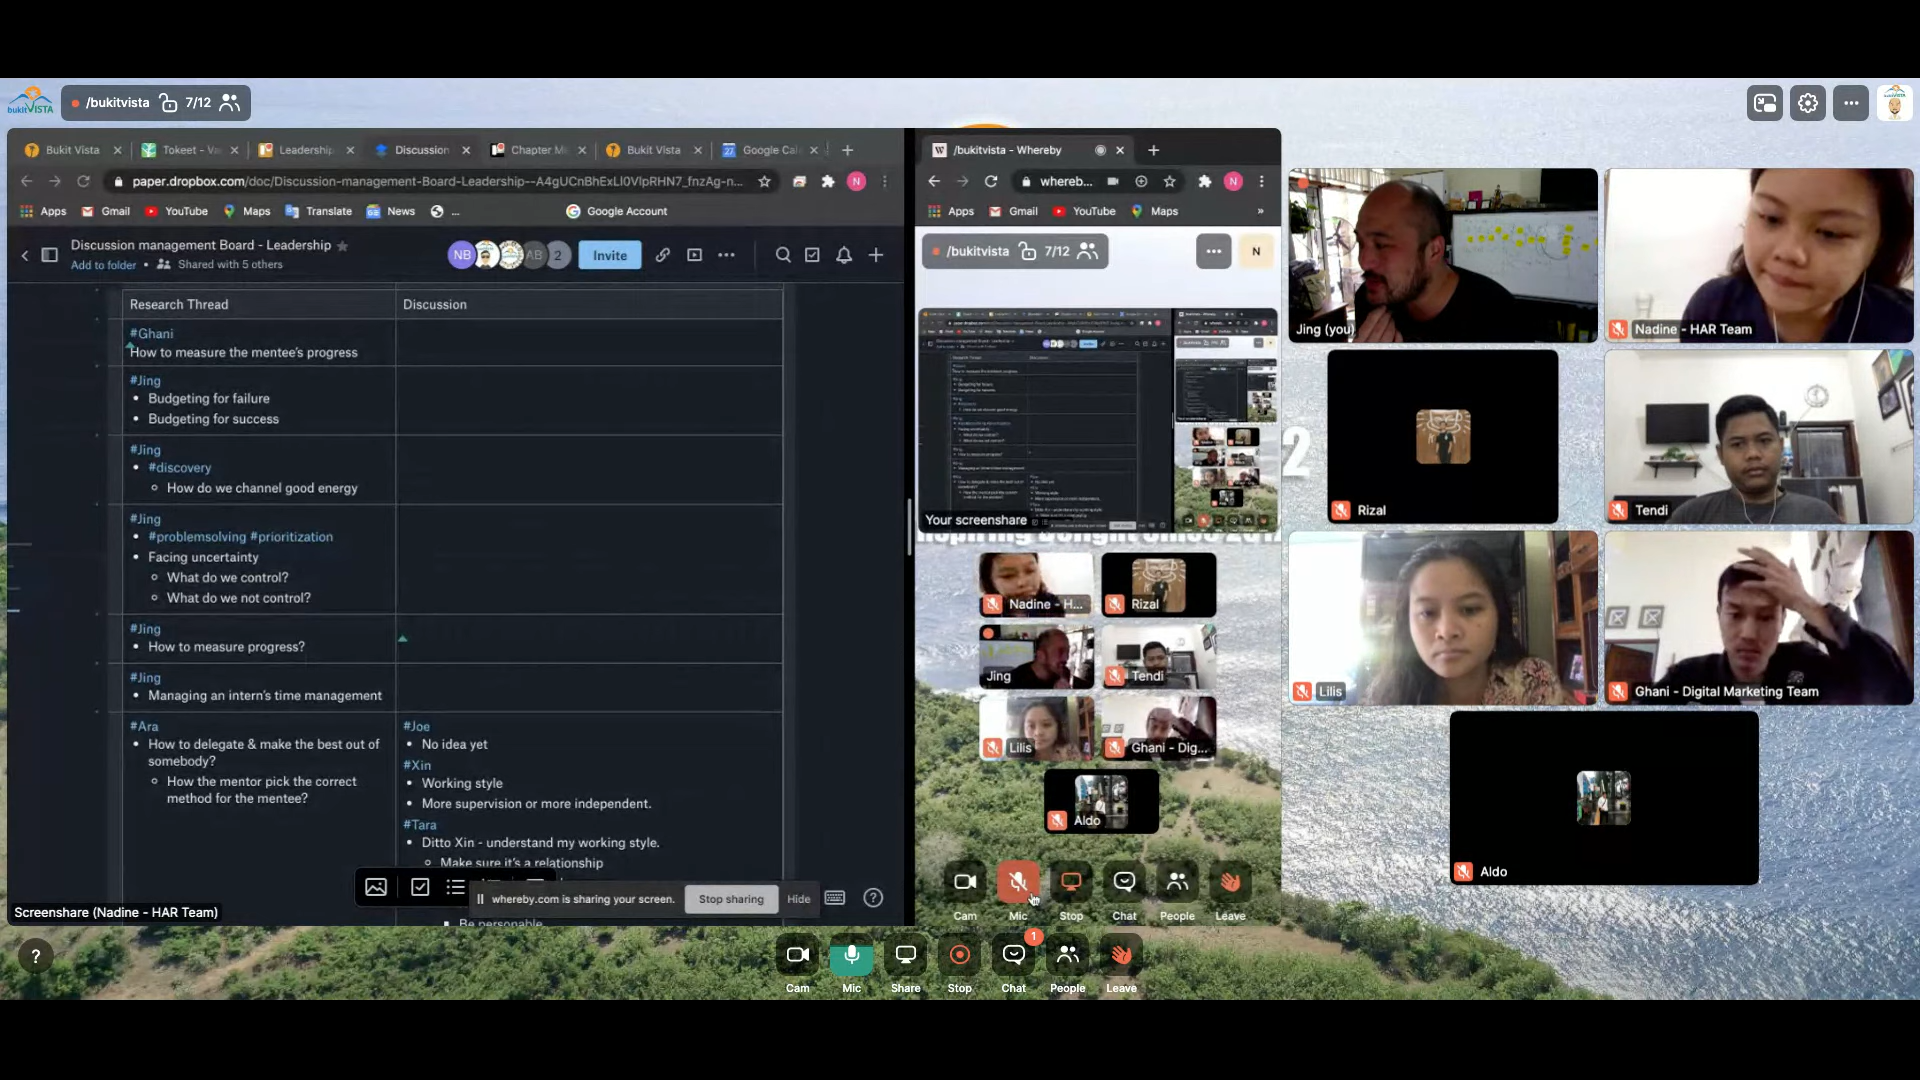 bukitVISTA
/bukitvista 7/12
Bukit Vista
Tokeet - Va
Leadership
Discussion
Chapter M
Bukit Vista
Google Cal
paper.dropbox.com/doc/Discussion-management-Board-Leadership--A4gUCnBhExLI0VlpRHN7_fnzAg-n...
N
Apps
Gmail
YouTube
Maps
Translate
News
...
Google Account
Discussion management Board - Leadership
Add to folder • Shared with 5 others
NB
AB
2
Invite
Research Thread
Discussion
#Ghani
How to measure the mentee's progress
#Jing
Budgeting for failure
Budgeting for success
#Jing
#discovery
How do we channel good energy
#Jing
#problemsolving #prioritization
Facing uncertainty
What do we control?
What do we not control?
#Jing
How to measure progress?
#Jing
Managing an intern's time management
#Ara
How to delegate & make the best out of
somebody?
How the mentor pick the correct
method for the mentee?
#Joe
No idea yet
#Xin
Working style
More supervision or more independent.
#Tara
Ditto Xin - understand my working style.
Make sure it's a relationship
Be personable
whereby.com is sharing your screen.
Stop sharing
Hide
Screenshare (Nadine - HAR Team)
/bukitvista - Whereby
whereb...
N
Apps
Gmail
YouTube
Maps
»
/bukitvista 7/12
N
Your screenshare
Nadine - H...
Rizal
Jing
Tendi
Lilis
Ghani - Dig...
Aldo
Cam
Mic
Stop
Chat
People
Leave
Jing (you)
Nadine - HAR Team
2
Rizal
Tendi
Lilis
Ghani - Digital Marketing Team
Aldo
?
1
Cam
Mic
Share
Stop
Chat
People
Leave